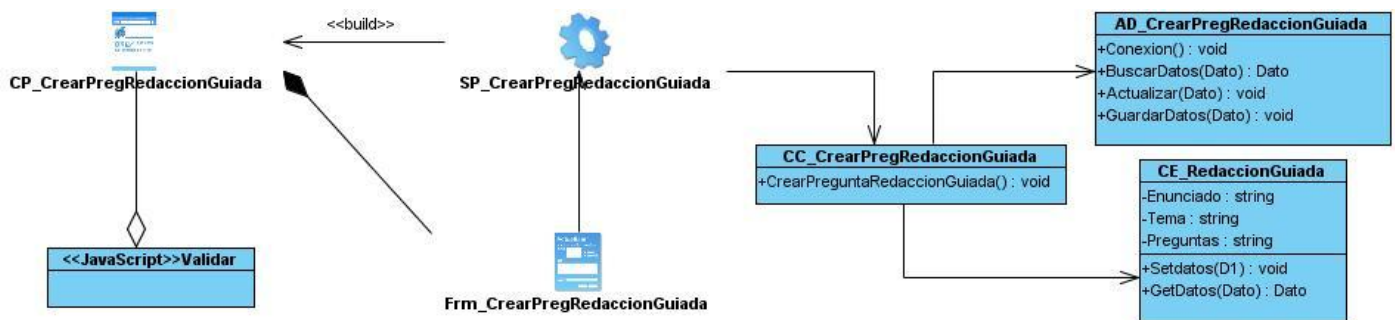 <<build>>
CP_CrearPregRedaccionGuiada
SP_CrearPregRedaccionGuiada
AD_CrearPregRedaccionGuiada
+Conexion() : void
+BuscarDatos(Dato) : Dato
+Actualizar(Dato) : void
+GuardarDatos(Dato) : void
CC_CrearPregRedaccionGuiada
+CrearPreguntaRedaccionGuiada() : void
CE_RedaccionGuiada
-Enunciado : string
-Tema : string
-Preguntas : string
+Setdatos(D1) : void
+GetDatos(Dato) : Dato
<<JavaScript>>Validar
Frm_CrearPregRedaccionGuiada